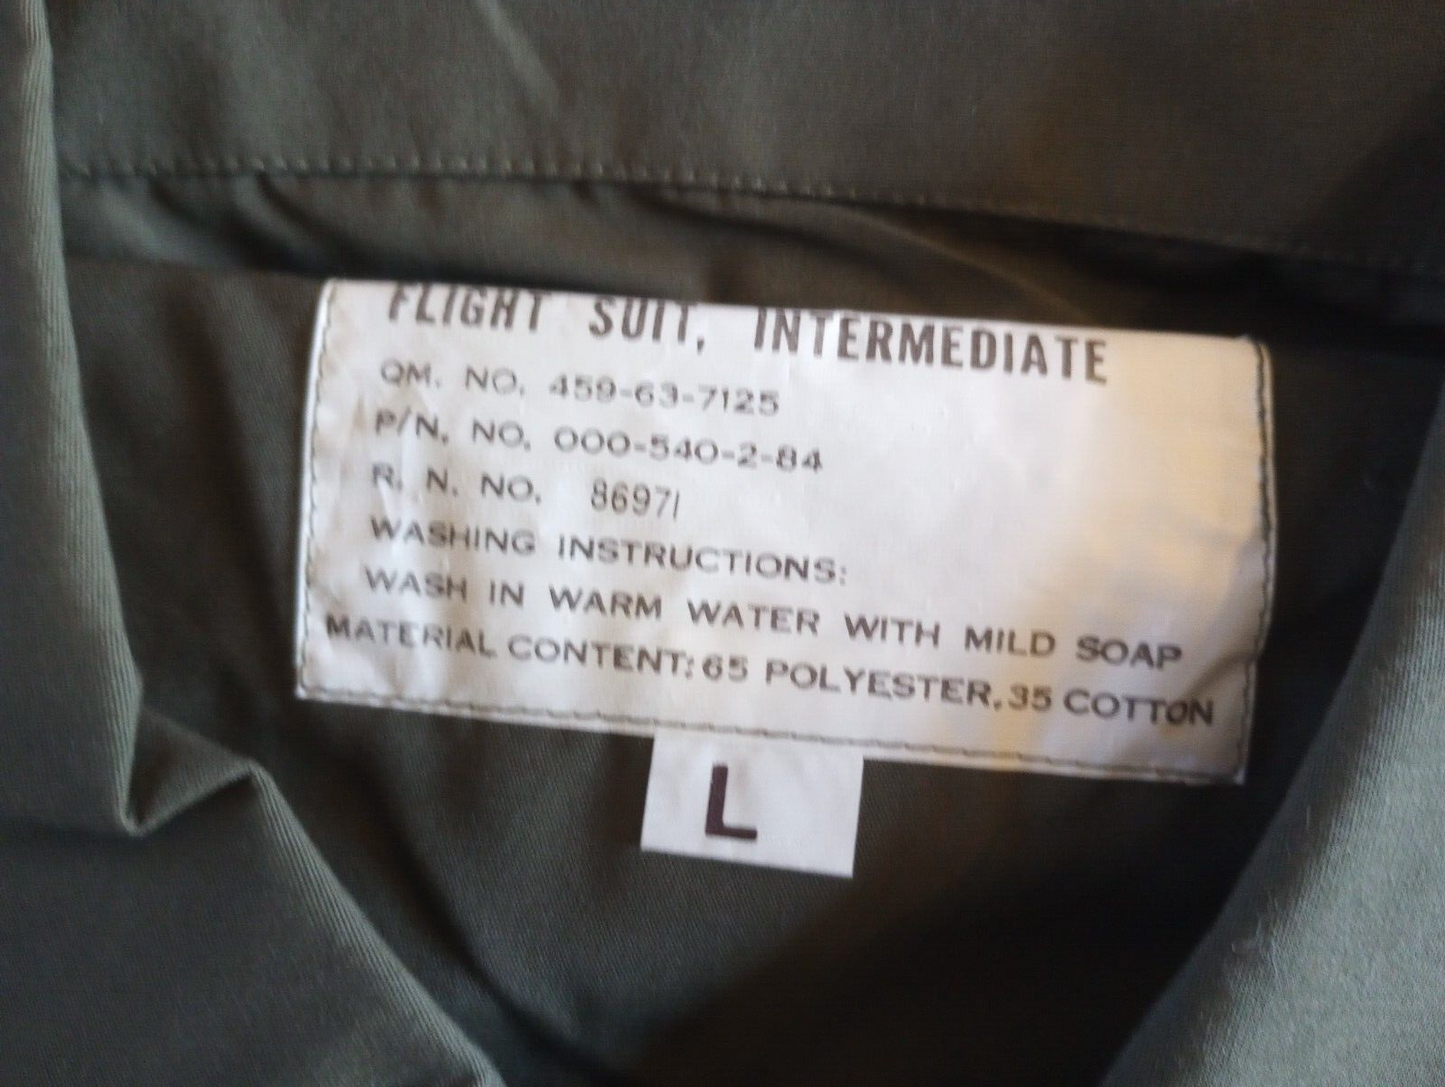 FLIGHT SUIT, INTERMEDIATE
QM. NO. 459-63-7125
P/N. NO. 000-540-2-84
R. N. NO. 86971
WASHING INSTRUCTIONS:
WASH IN WARM WATER WITH MILD SOAP
MATERIAL CONTENT: 65 POLYESTER, 35 COTTON
L